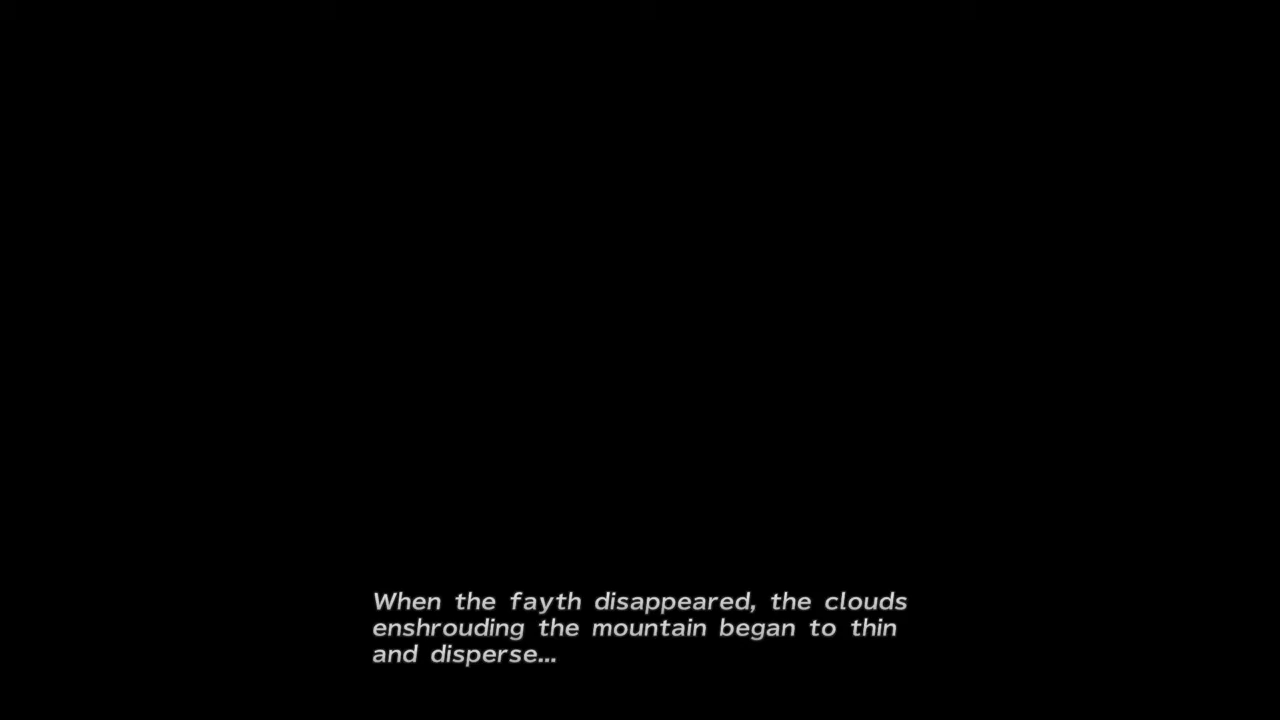 When the fayth disappeared, the clouds
enshrouding the mountain began to thin
and disperse...